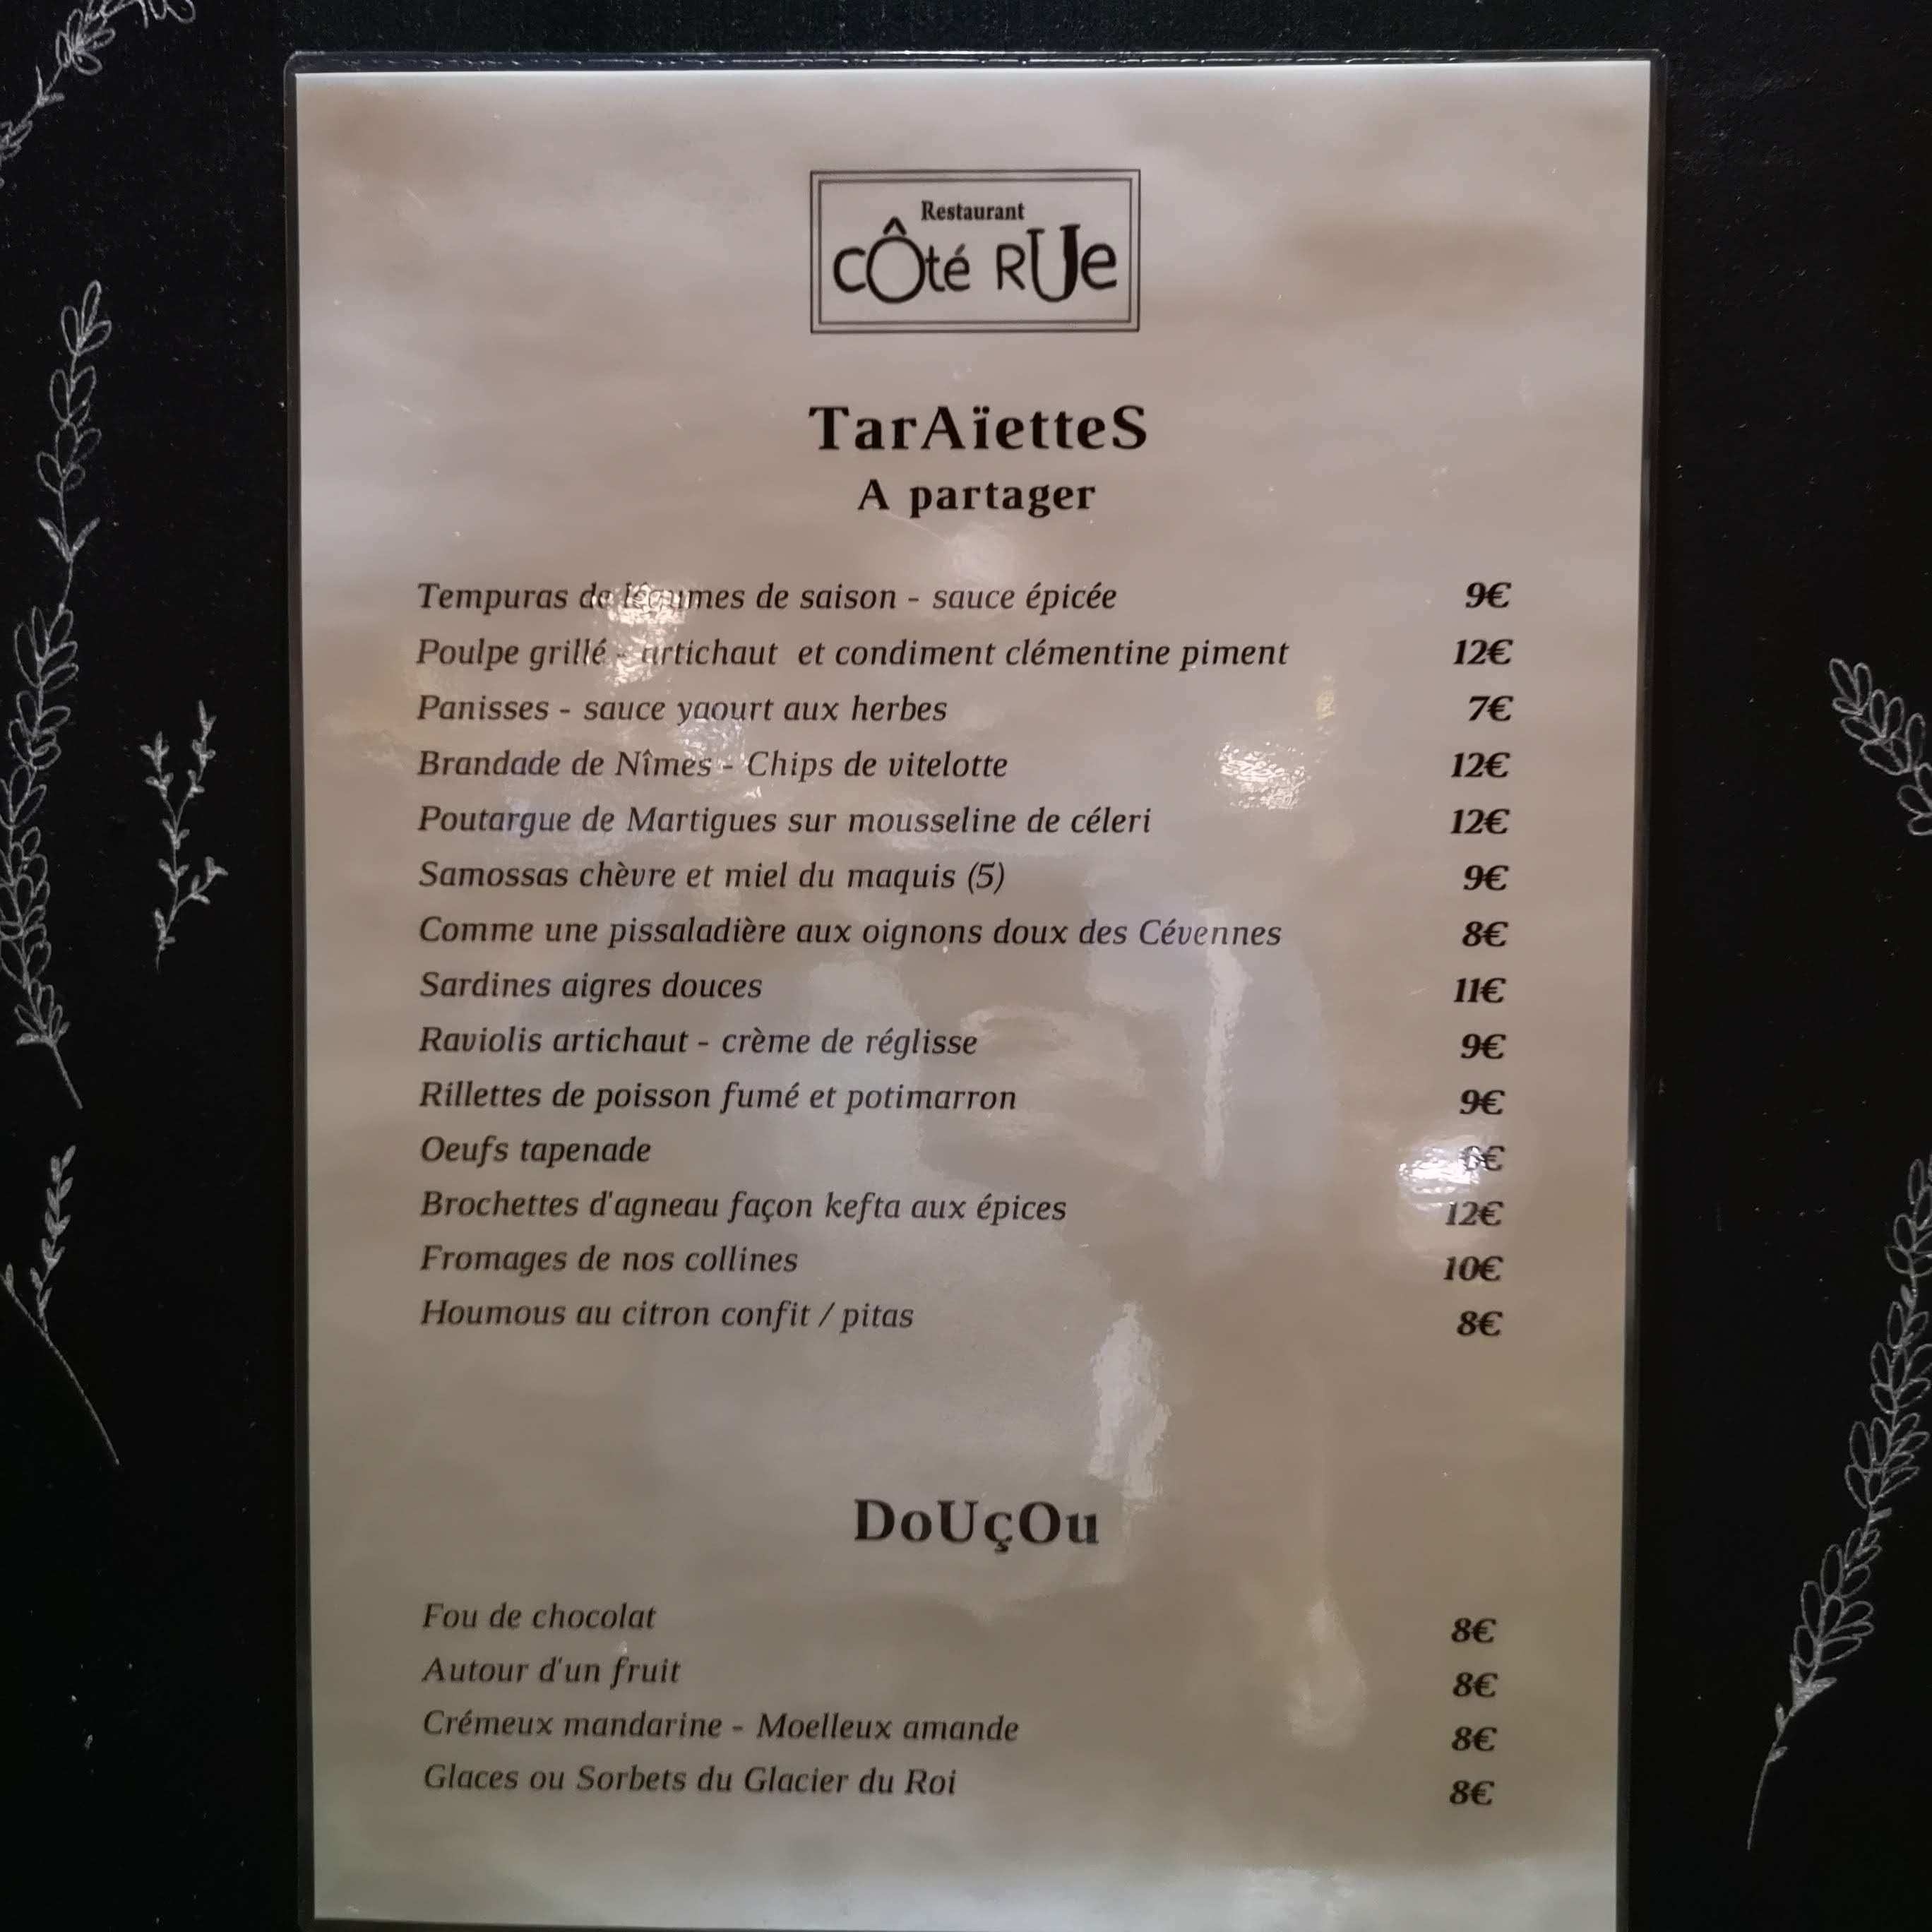 Restaurant
CÔté RUe
TarAïetteS
A partager
Tempuras de légumes de saison - sauce épicée 9€
Poulpe grillé - artichaut et condiment clémentine piment 12€
Panisses - sauce yaourt aux herbes 7€
Brandade de Nîmes - Chips de vitelotte 12€
Poutargue de Martigues sur mousseline de céleri 12€
Samossas chèvre et miel du maquis (5) 9€
Comme une pissaladière aux oignons doux des Cévennes 8€
Sardines aigres douces 11€
Raviolis artichaut - crème de réglisse 9€
Rillettes de poisson fumé et potimarron 9€
Oeufs tapenade 6€
Brochettes d'agneau façon kefta aux épices 12€
Fromages de nos collines 10€
Houmous au citron confit / pitas 8€
DoUçOu
Fou de chocolat 8€
Autour d'un fruit 8€
Crémeux mandarine - Moelleux amande 8€
Glaces ou Sorbets du Glacier du Roi 8€